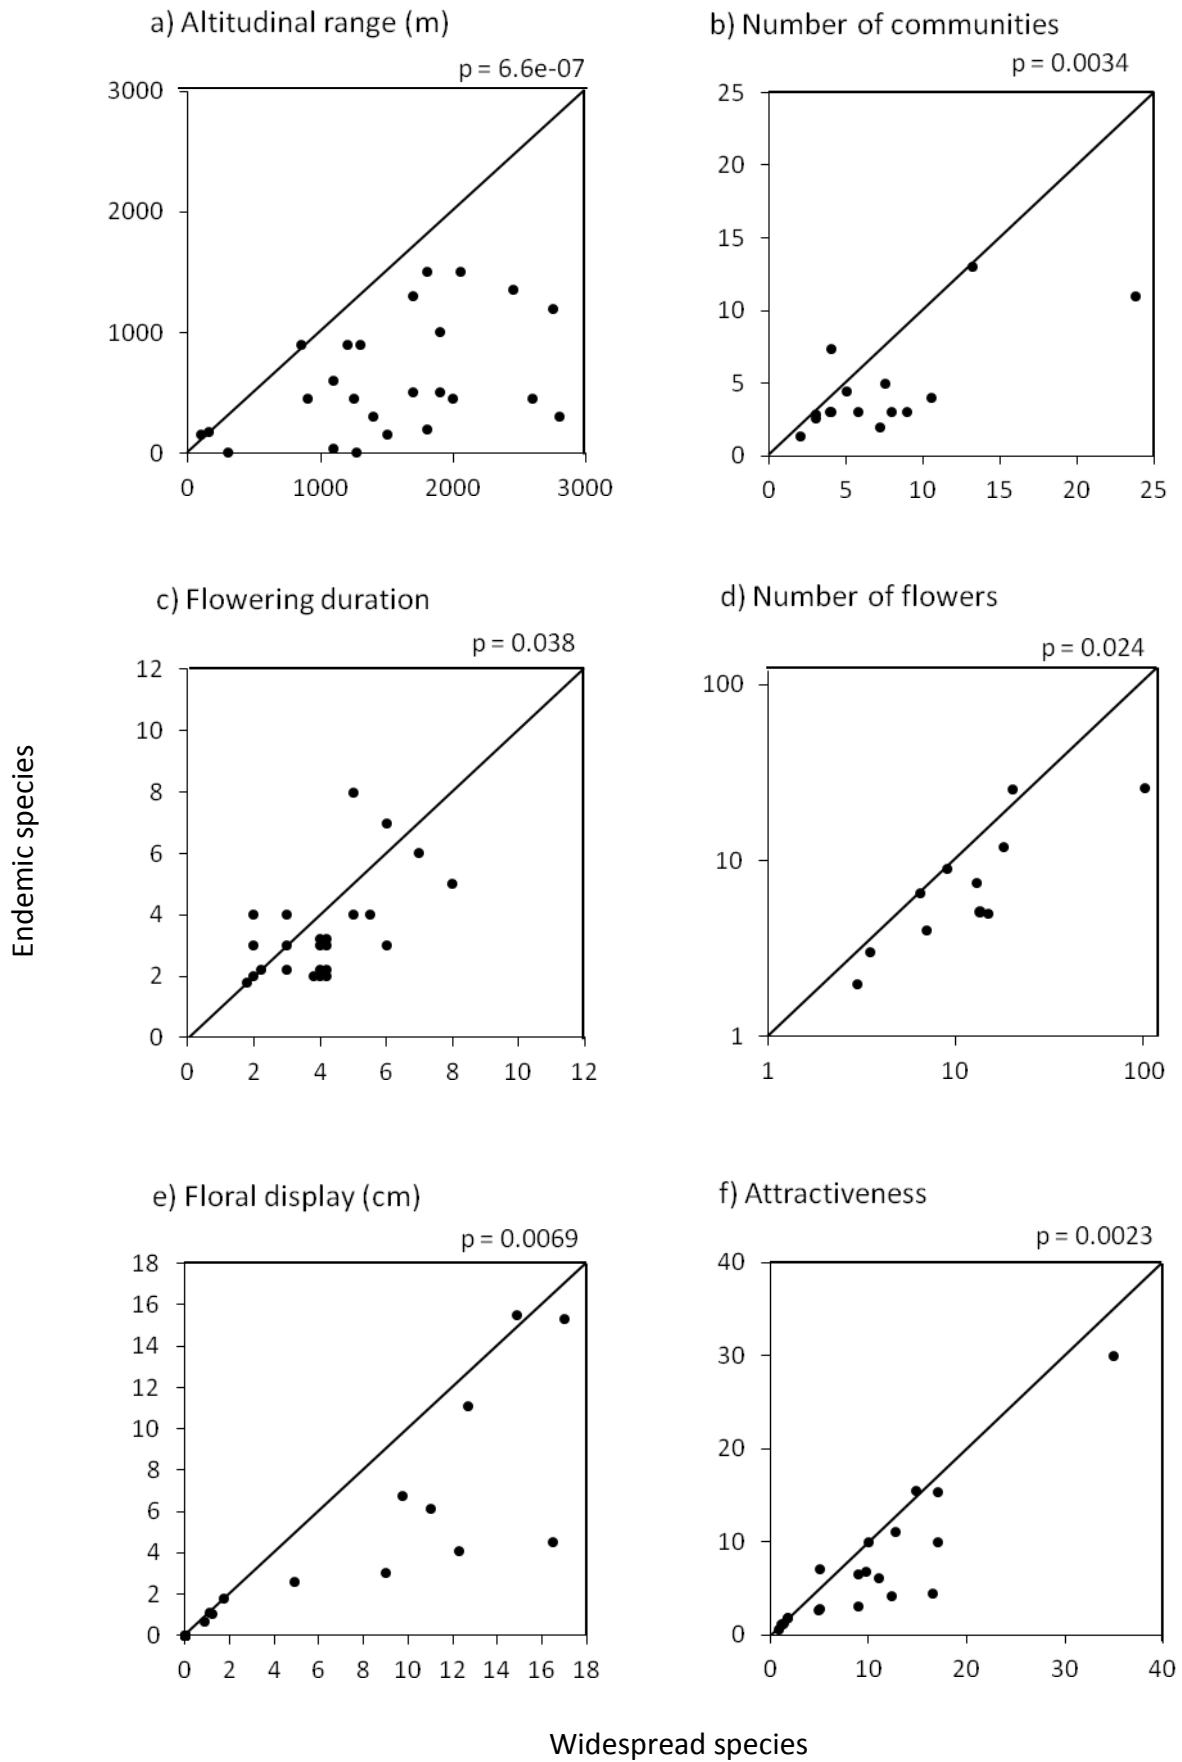 a) Altitudinal range (m)
p = 6.6e-07
3000
2000
1000
0
0 1000 2000 3000
b) Number of communities
p = 0.0034
25
20
15
10
5
0
0 5 10 15 20 25
c) Flowering duration
p = 0.038
12
10
8
6
4
2
0
0 2 4 6 8 10 12
d) Number of flowers
p = 0.024
100
10
1
1 10 100
Endemic species
e) Floral display (cm)
p = 0.0069
18
16
14
12
10
8
6
4
2
0
0 2 4 6 8 10 12 14 16 18
f) Attractiveness
p = 0.0023
40
30
20
10
0
0 10 20 30 40
Widespread species